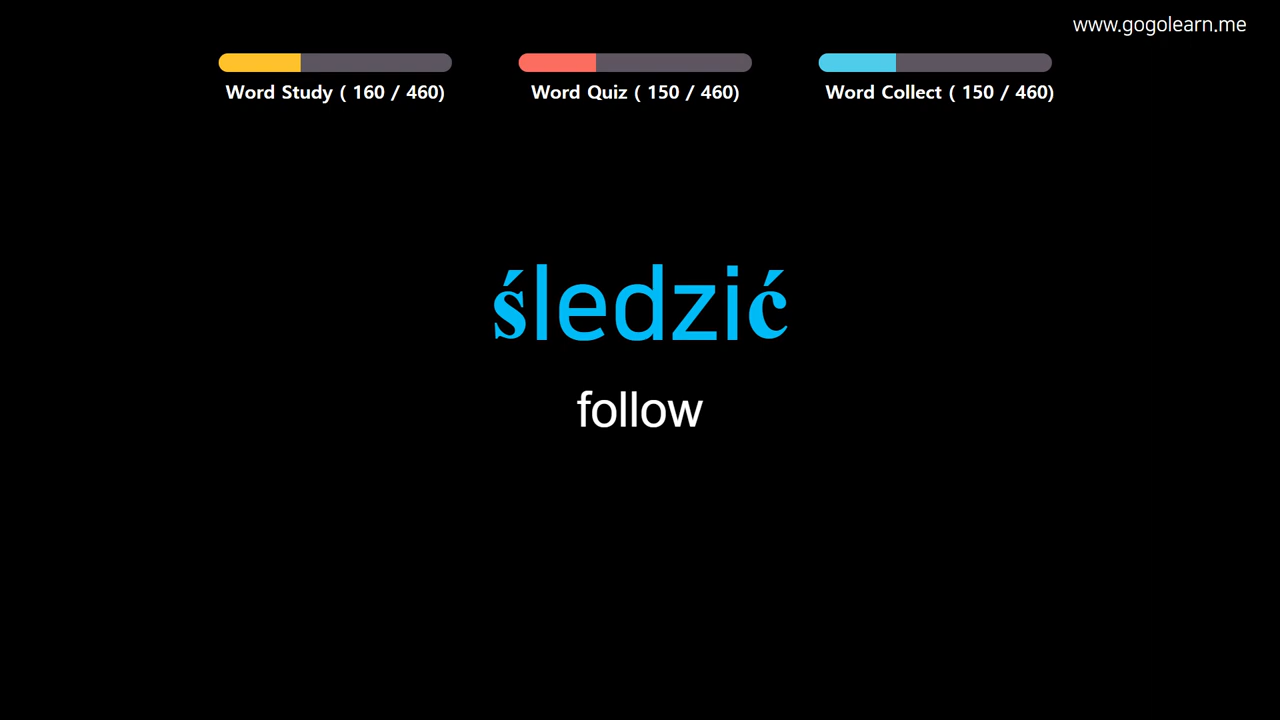 www.gogolearn.me
Word Study ( 160 / 460)
Word Quiz ( 150 / 460)
Word Collect ( 150 / 460)
śledzić
follow